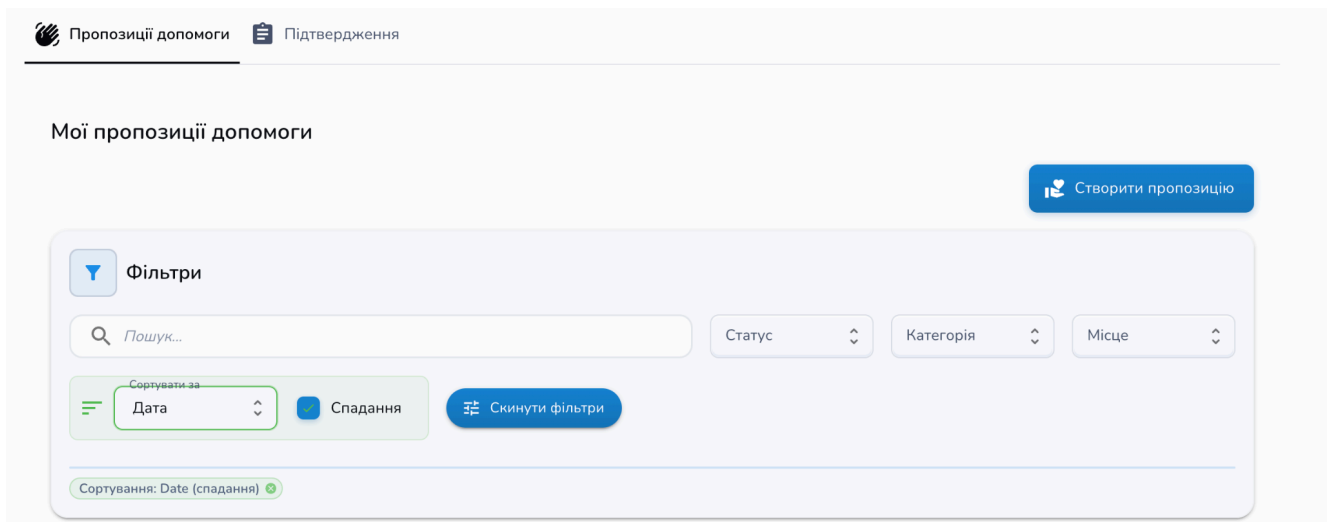 Пропозиції допомоги Підтвердження
Мої пропозиції допомоги
Створити пропозицію
Фільтри
Пошук... Статус Категорія Місце
Сортувати за
Дата Спадання Скинути фільтри
Сортування: Date (спадання)